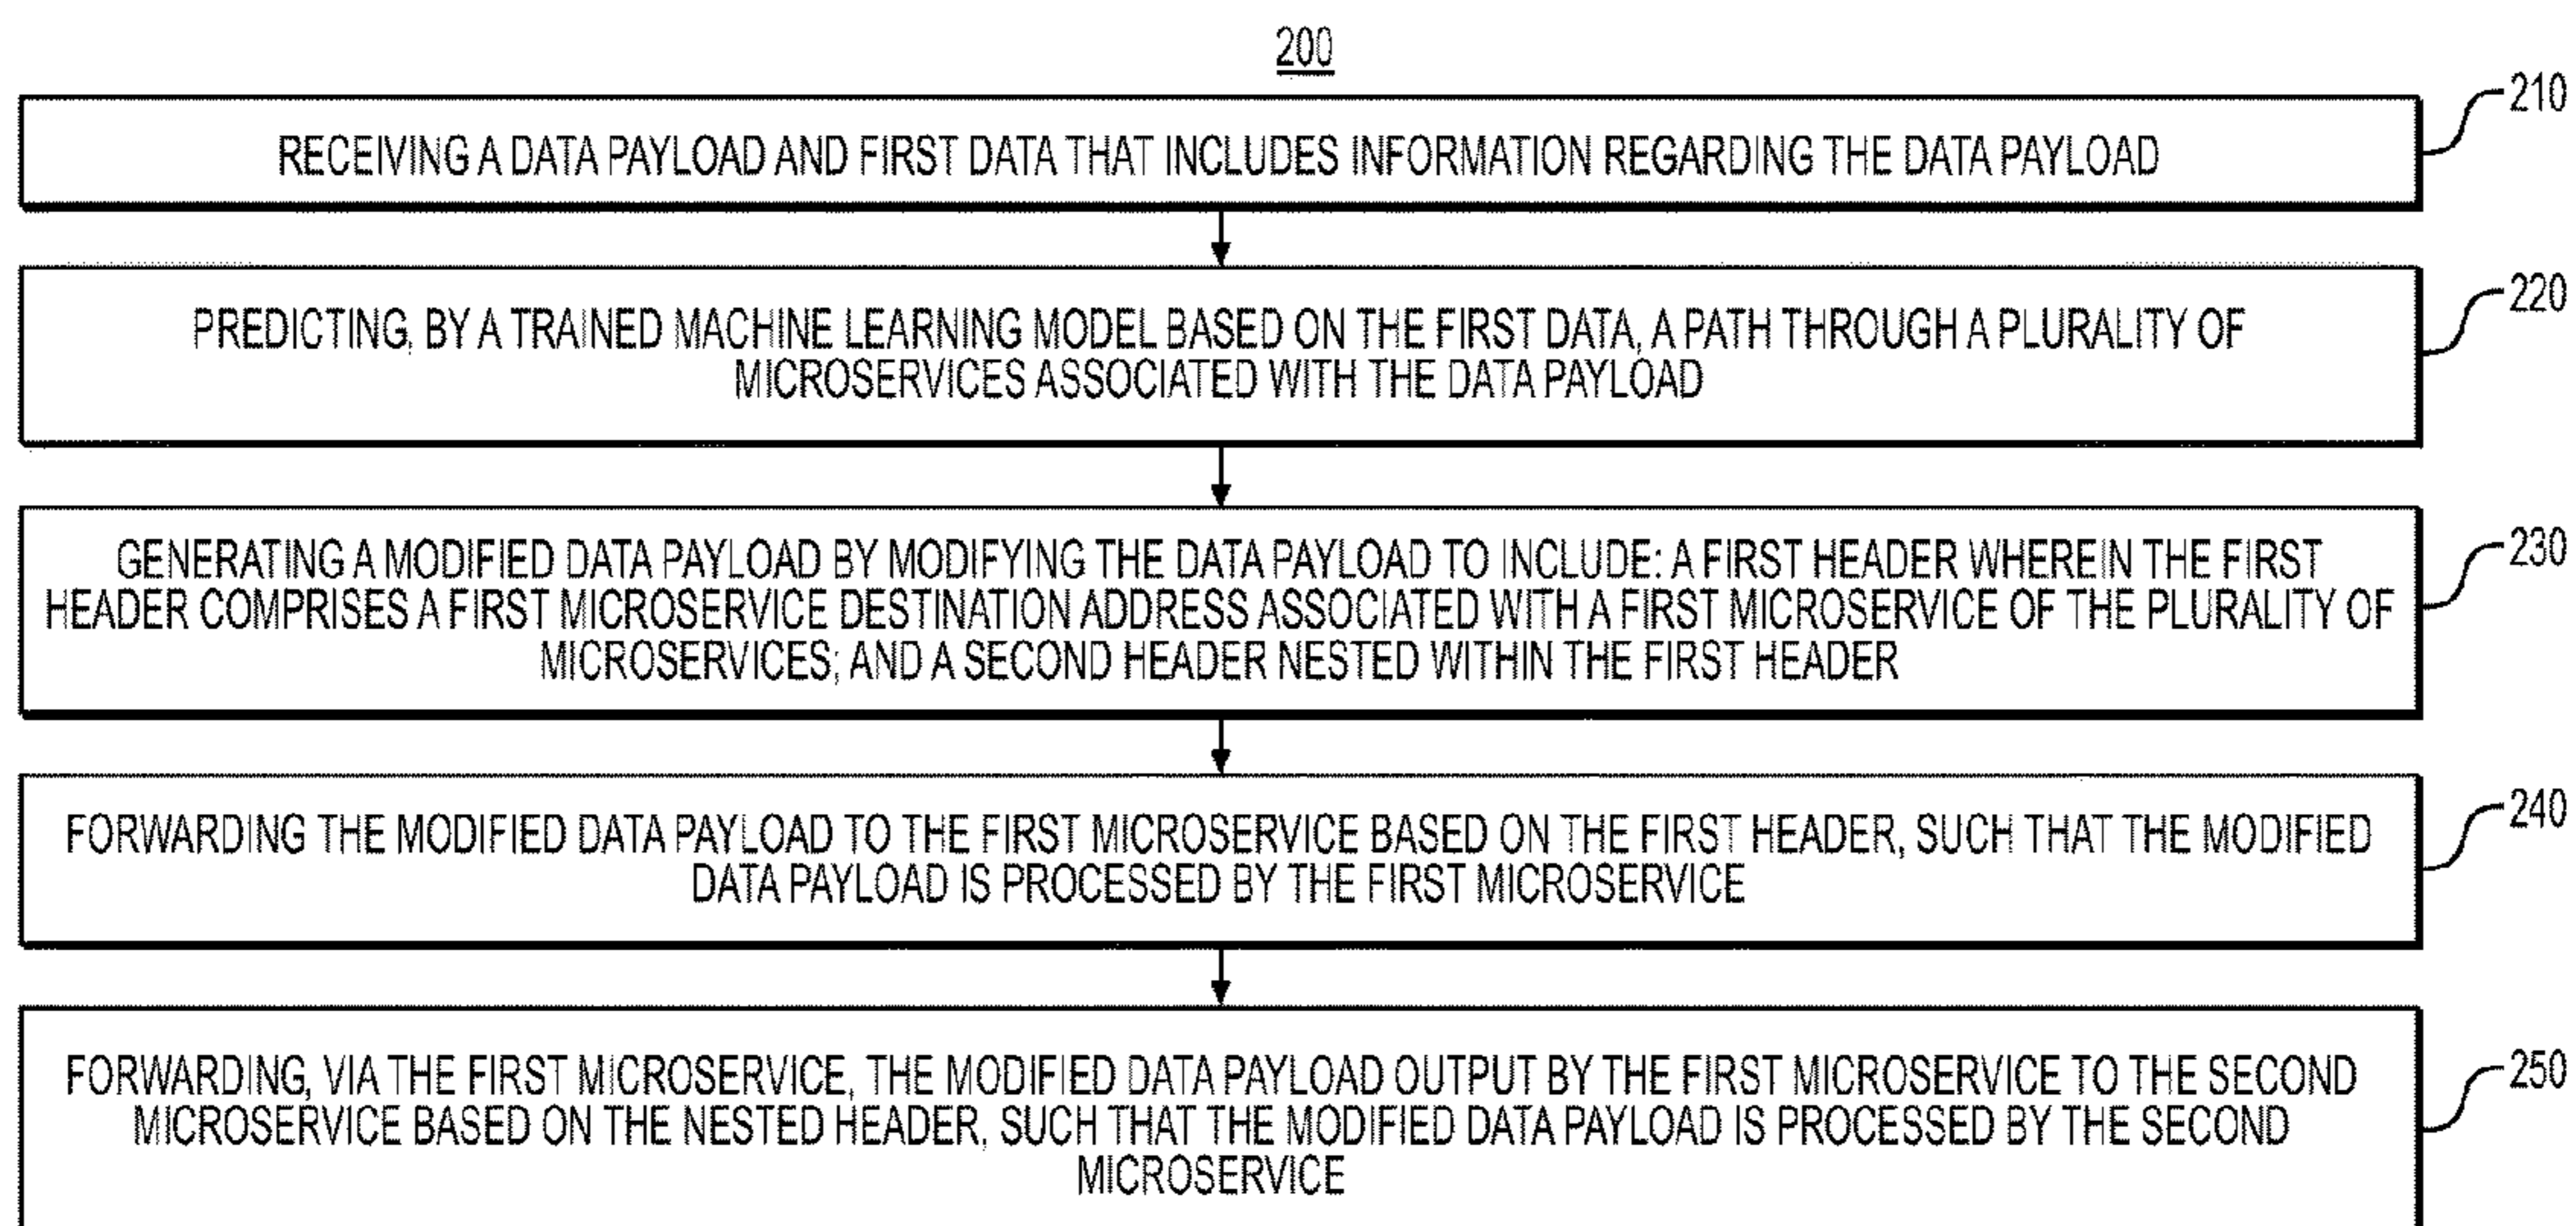 200
210
RECEIVING A DATA PAYLOAD AND FIRST DATA THAT INCLUDES INFORMATION REGARDING THE DATA PAYLOAD
220
PREDICTING, BY A TRAINED MACHINE LEARNING MODEL BASED ON THE FIRST DATA, A PATH THROUGH A PLURALITY OF
MICROSERVICES ASSOCIATED WITH THE DATA PAYLOAD
230
GENERATING A MODIFIED DATA PAYLOAD BY MODIFYING THE DATA PAYLOAD TO INCLUDE: A FIRST HEADER WHEREIN THE FIRST
HEADER COMPRISES A FIRST MICROSERVICE DESTINATION ADDRESS ASSOCIATED WITH A FIRST MICROSERVICE OF THE PLURALITY OF
MICROSERVICES; AND A SECOND HEADER NESTED WITHIN THE FIRST HEADER
240
FORWARDING THE MODIFIED DATA PAYLOAD TO THE FIRST MICROSERVICE BASED ON THE FIRST HEADER, SUCH THAT THE MODIFIED
DATA PAYLOAD IS PROCESSED BY THE FIRST MICROSERVICE
250
FORWARDING, VIA THE FIRST MICROSERVICE, THE MODIFIED DATA PAYLOAD OUTPUT BY THE FIRST MICROSERVICE TO THE SECOND
MICROSERVICE BASED ON THE NESTED HEADER, SUCH THAT THE MODIFIED DATA PAYLOAD IS PROCESSED BY THE SECOND
MICROSERVICE